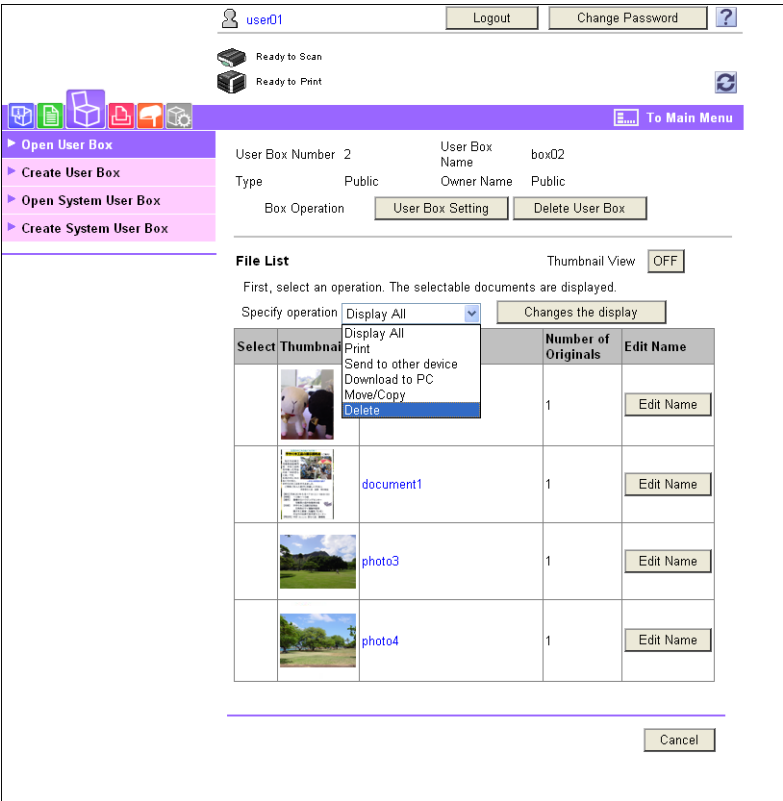 user01
Logout
Change Password
?
Ready to Scan
Ready to Print
To Main Menu
Open User Box
Create User Box
Open System User Box
Create System User Box
User Box Number 2 User Box Name box02
Type Public Owner Name Public
Box Operation User Box Setting Delete User Box
File List Thumbnail View OFF
First, select an operation. The selectable documents are displayed.
Specify operation Display All Changes the display
Display All
Print
Send to other device
Download to PC
Move/Copy
Delete
Select Number of Originals Edit Name
1 Edit Name
document1 1 Edit Name
photo3 1 Edit Name
photo4 1 Edit Name
Cancel